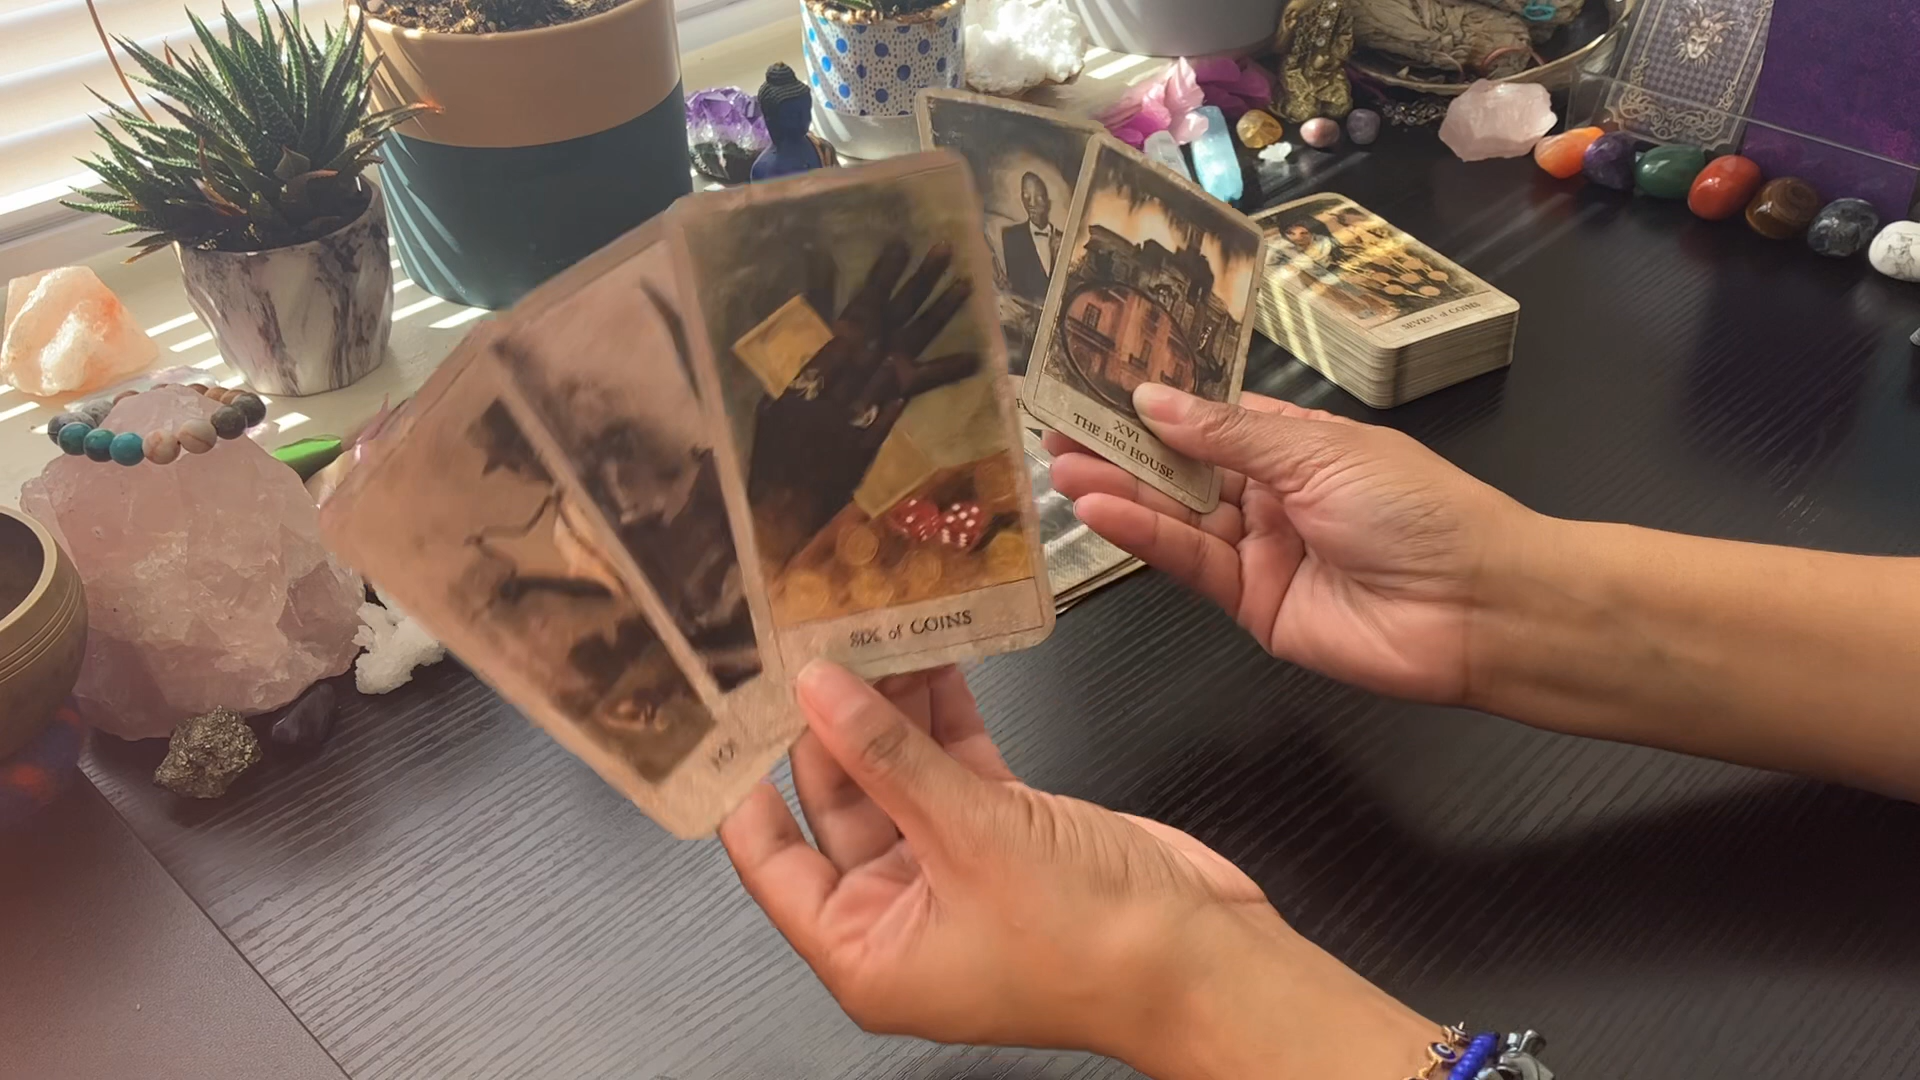 SIX of COINS
XVI
THE BIG HOUSE
SEVEN of COINS